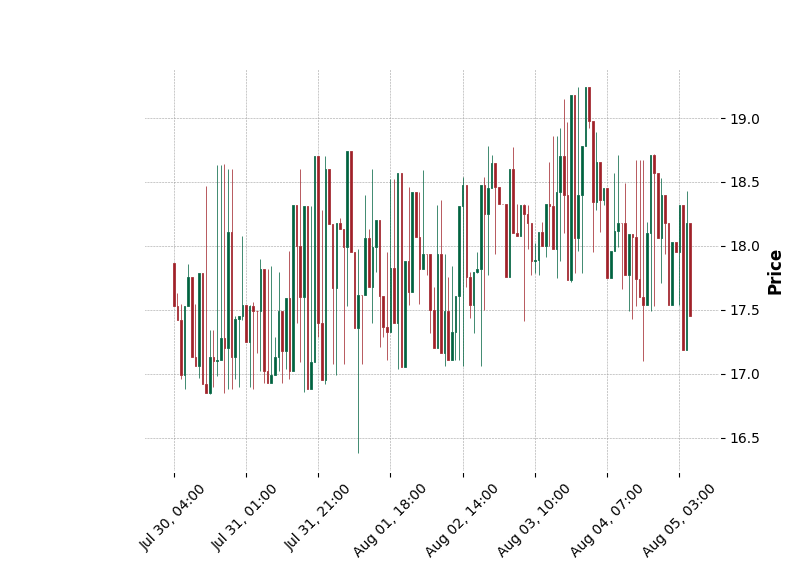 19.0
18.5
18.0
17.5
17.0
16.5
Price
Jul 30, 04:00
Jul 31, 01:00
Jul 31, 21:00
Aug 01, 18:00
Aug 02, 14:00
Aug 03, 10:00
Aug 04, 07:00
Aug 05, 03:00